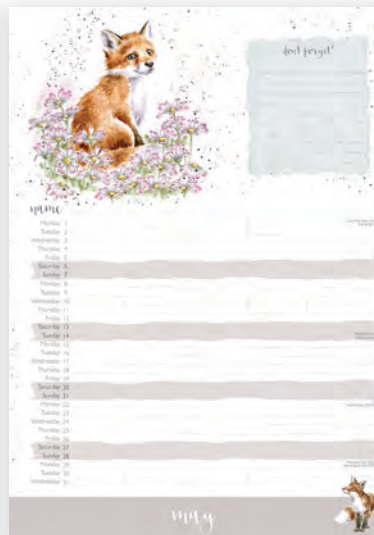 don't forget!
name
Monday 1
Tuesday 2
Wednesday 3
Thursday 4
Friday 5
Saturday 6
Sunday 7
Monday 8
Tuesday 9
Wednesday 10
Thursday 11
Friday 12
Saturday 13
Sunday 14
Monday 15
Tuesday 16
Wednesday 17
Thursday 18
Friday 19
Saturday 20
Sunday 21
Monday 22
Tuesday 23
Wednesday 24
Thursday 25
Friday 26
Saturday 27
Sunday 28
Monday 29
Tuesday 30
Wednesday 31
may